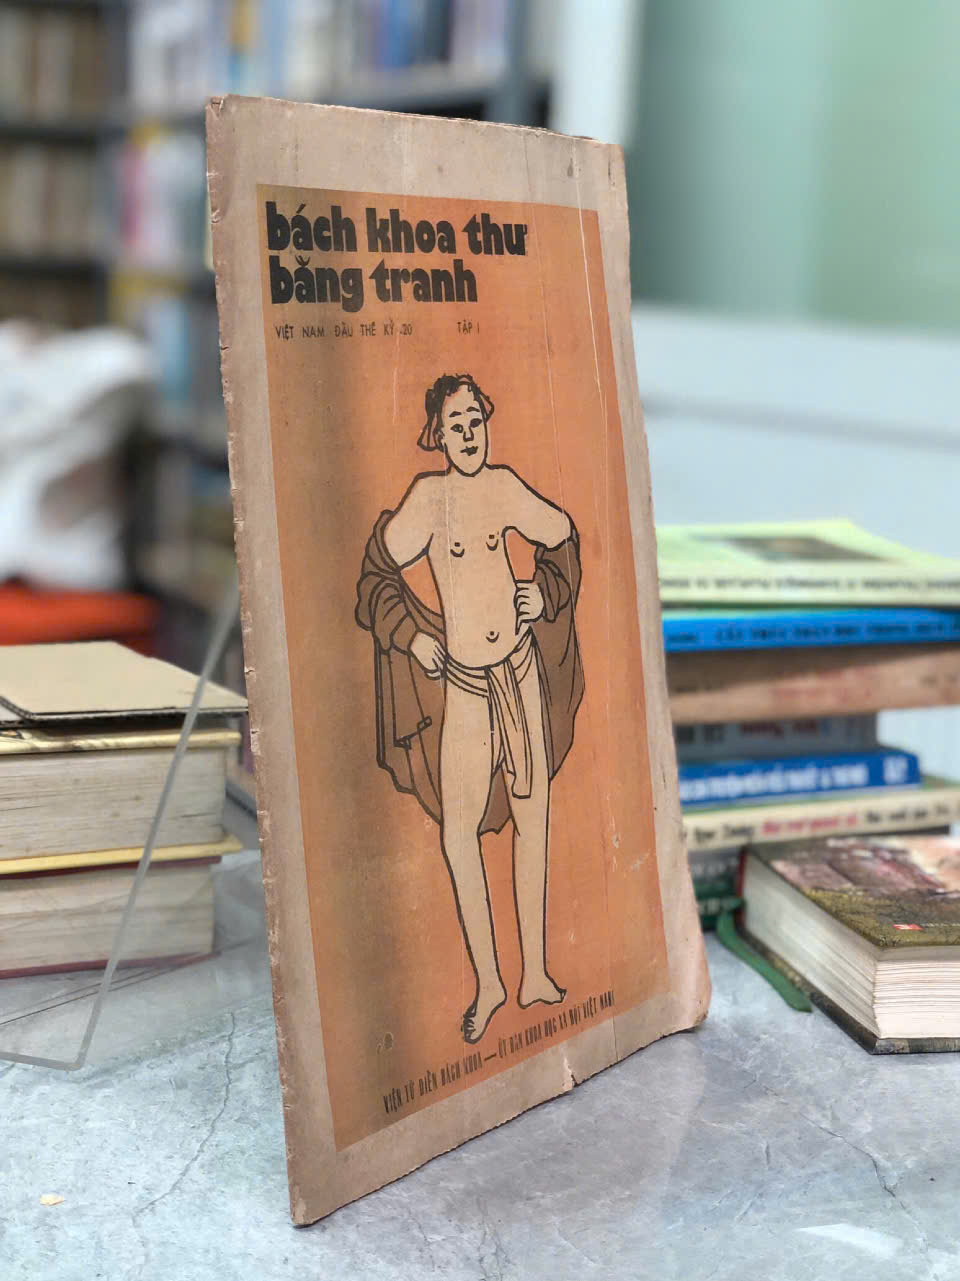 bách khoa thư
bằng tranh
VIỆT NAM ĐẦU THẾ KỶ 20 TẬP I
VIỆN TỪ ĐIỂN BÁCH KHOA — ỦY BAN KHOA HỌC XÃ HỘI VIỆT NAM